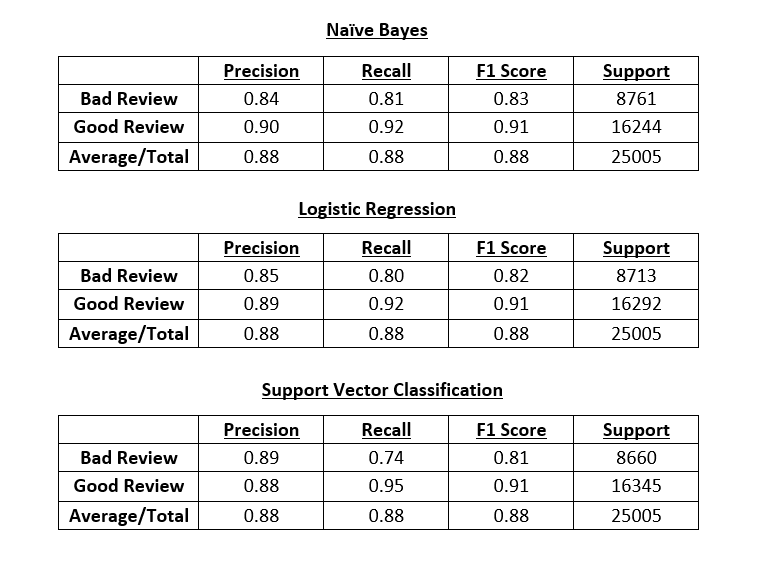 Naïve Bayes
Precision Recall F1 Score Support
Bad Review 0.84 0.81 0.83 8761
Good Review 0.90 0.92 0.91 16244
Average/Total 0.88 0.88 0.88 25005
Logistic Regression
Precision Recall F1 Score Support
Bad Review 0.85 0.80 0.82 8713
Good Review 0.89 0.92 0.91 16292
Average/Total 0.88 0.88 0.88 25005
Support Vector Classification
Precision Recall F1 Score Support
Bad Review 0.89 0.74 0.81 8660
Good Review 0.88 0.95 0.91 16345
Average/Total 0.88 0.88 0.88 25005